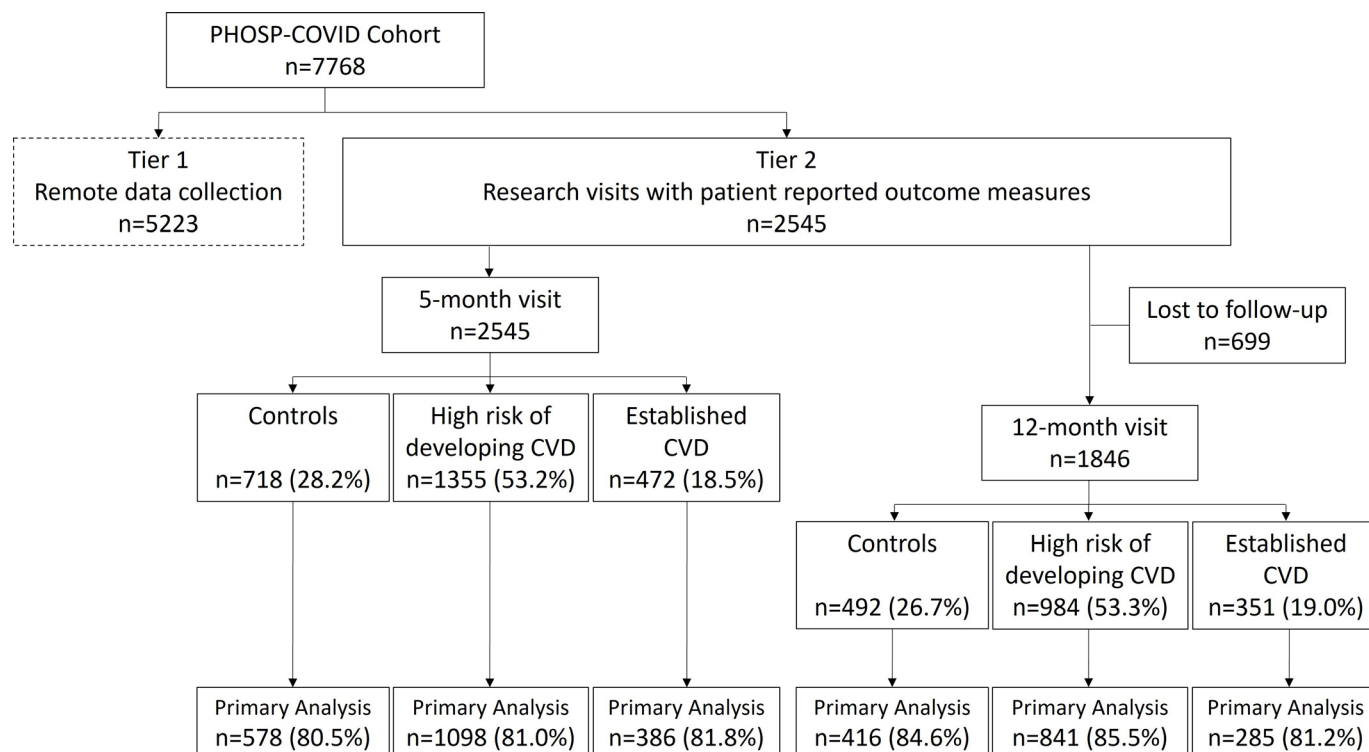 PHOSP-COVID Cohort
n=7768
Tier 1
Remote data collection
n=5223
Tier 2
Research visits with patient reported outcome measures
n=2545
5-month visit
n=2545
Lost to follow-up
n=699
Controls
n=718 (28.2%)
High risk of
developing CVD
n=1355 (53.2%)
Established
CVD
n=472 (18.5%)
12-month visit
n=1846
Controls
n=492 (26.7%)
High risk of
developing CVD
n=984 (53.3%)
Established
CVD
n=351 (19.0%)
Primary Analysis
n=578 (80.5%)
Primary Analysis
n=1098 (81.0%)
Primary Analysis
n=386 (81.8%)
Primary Analysis
n=416 (84.6%)
Primary Analysis
n=841 (85.5%)
Primary Analysis
n=285 (81.2%)